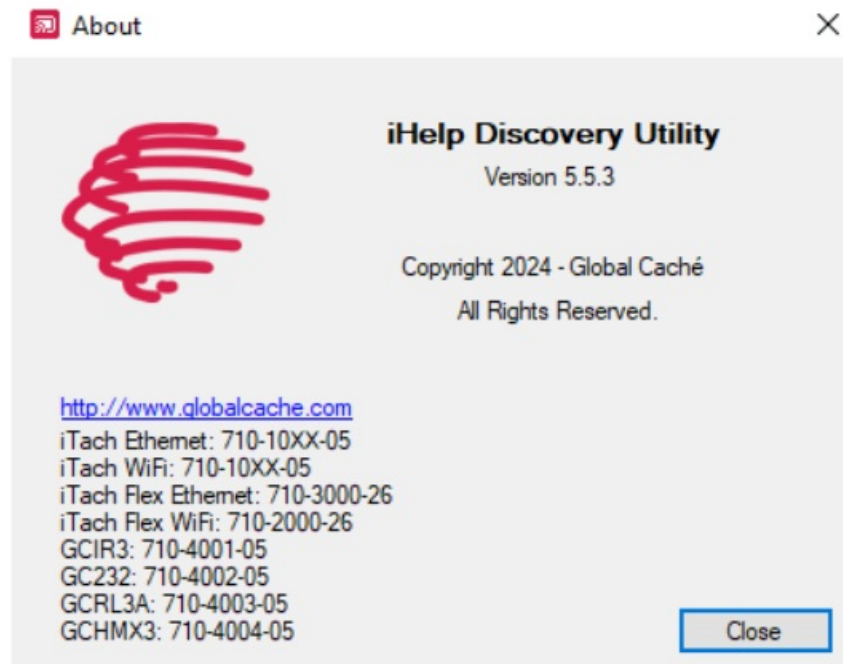 About
iHelp Discovery Utility
Version 5.5.3
Copyright 2024 - Global Caché
All Rights Reserved.
http://www.globalcache.com
iTach Ethernet: 710-10XX-05
iTach WiFi: 710-10XX-05
iTach Flex Ethernet: 710-3000-26
iTach Flex WiFi: 710-2000-26
GCIR3: 710-4001-05
GC232: 710-4002-05
GCRL3A: 710-4003-05
GCHMX3: 710-4004-05
Close